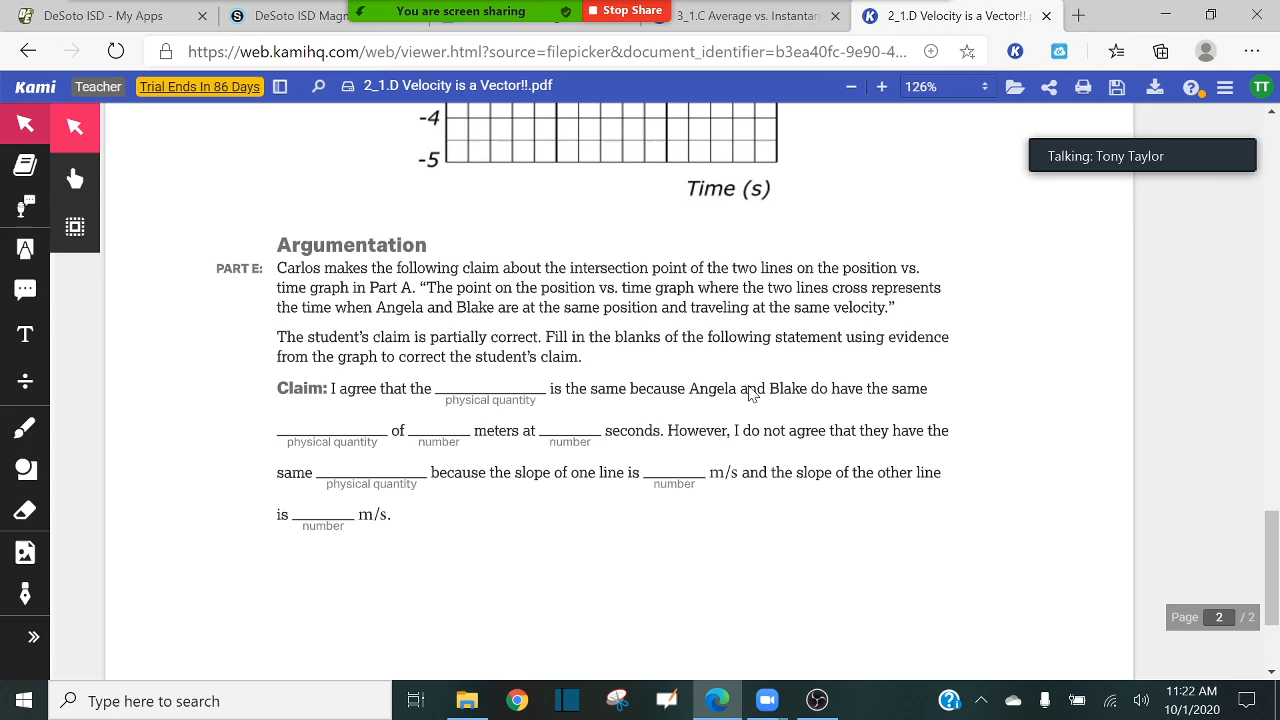 DeSoto ISD - My App
S
You are screen sharing
Stop Share
_1.C Average vs. Instantan
2_1.D Velocity is a Vector!!.p
https://web.kamihq.com/web/viewer.html?source=filepicker&document_identifier=b3ea40fc-9e90-4...
Kami
Teacher
Trial Ends In 86 Days
2_1.D Velocity is a Vector!!.pdf
126%
TT
Talking: Tony Taylor
-4
-5
Time (s)
Argumentation
PART E: Carlos makes the following claim about the intersection point of the two lines on the position vs.
time graph in Part A. “The point on the position vs. time graph where the two lines cross represents
the time when Angela and Blake are at the same position and traveling at the same velocity.”
The student’s claim is partially correct. Fill in the blanks of the following statement using evidence
from the graph to correct the student’s claim.
Claim: I agree that the ____________ is the same because Angela and Blake do have the same
physical quantity
____________ of _______ meters at _______ seconds. However, I do not agree that they have the
physical quantity number number
same ____________ because the slope of one line is _______ m/s and the slope of the other line
physical quantity number
is _______ m/s.
number
Page 2 / 2
Type here to search
11:22 AM
10/1/2020